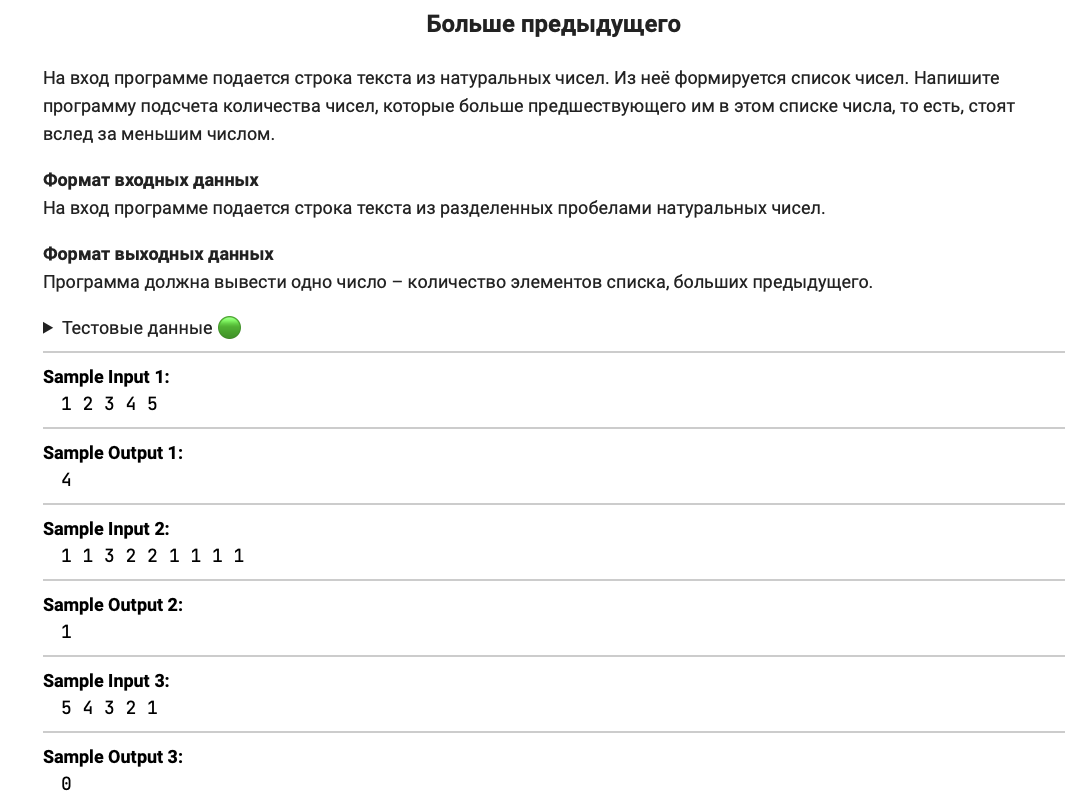 Больше предыдущего
На вход программе подается строка текста из натуральных чисел. Из неё формируется список чисел. Напишите
программу подсчета количества чисел, которые больше предшествующего им в этом списке числа, то есть, стоят
вслед за меньшим числом.
Формат входных данных
На вход программе подается строка текста из разделенных пробелами натуральных чисел.
Формат выходных данных
Программа должна вывести одно число – количество элементов списка, больших предыдущего.
Тестовые данные
Sample Input 1:
1 2 3 4 5
Sample Output 1:
4
Sample Input 2:
1 1 3 2 2 1 1 1 1
Sample Output 2:
1
Sample Input 3:
5 4 3 2 1
Sample Output 3:
0